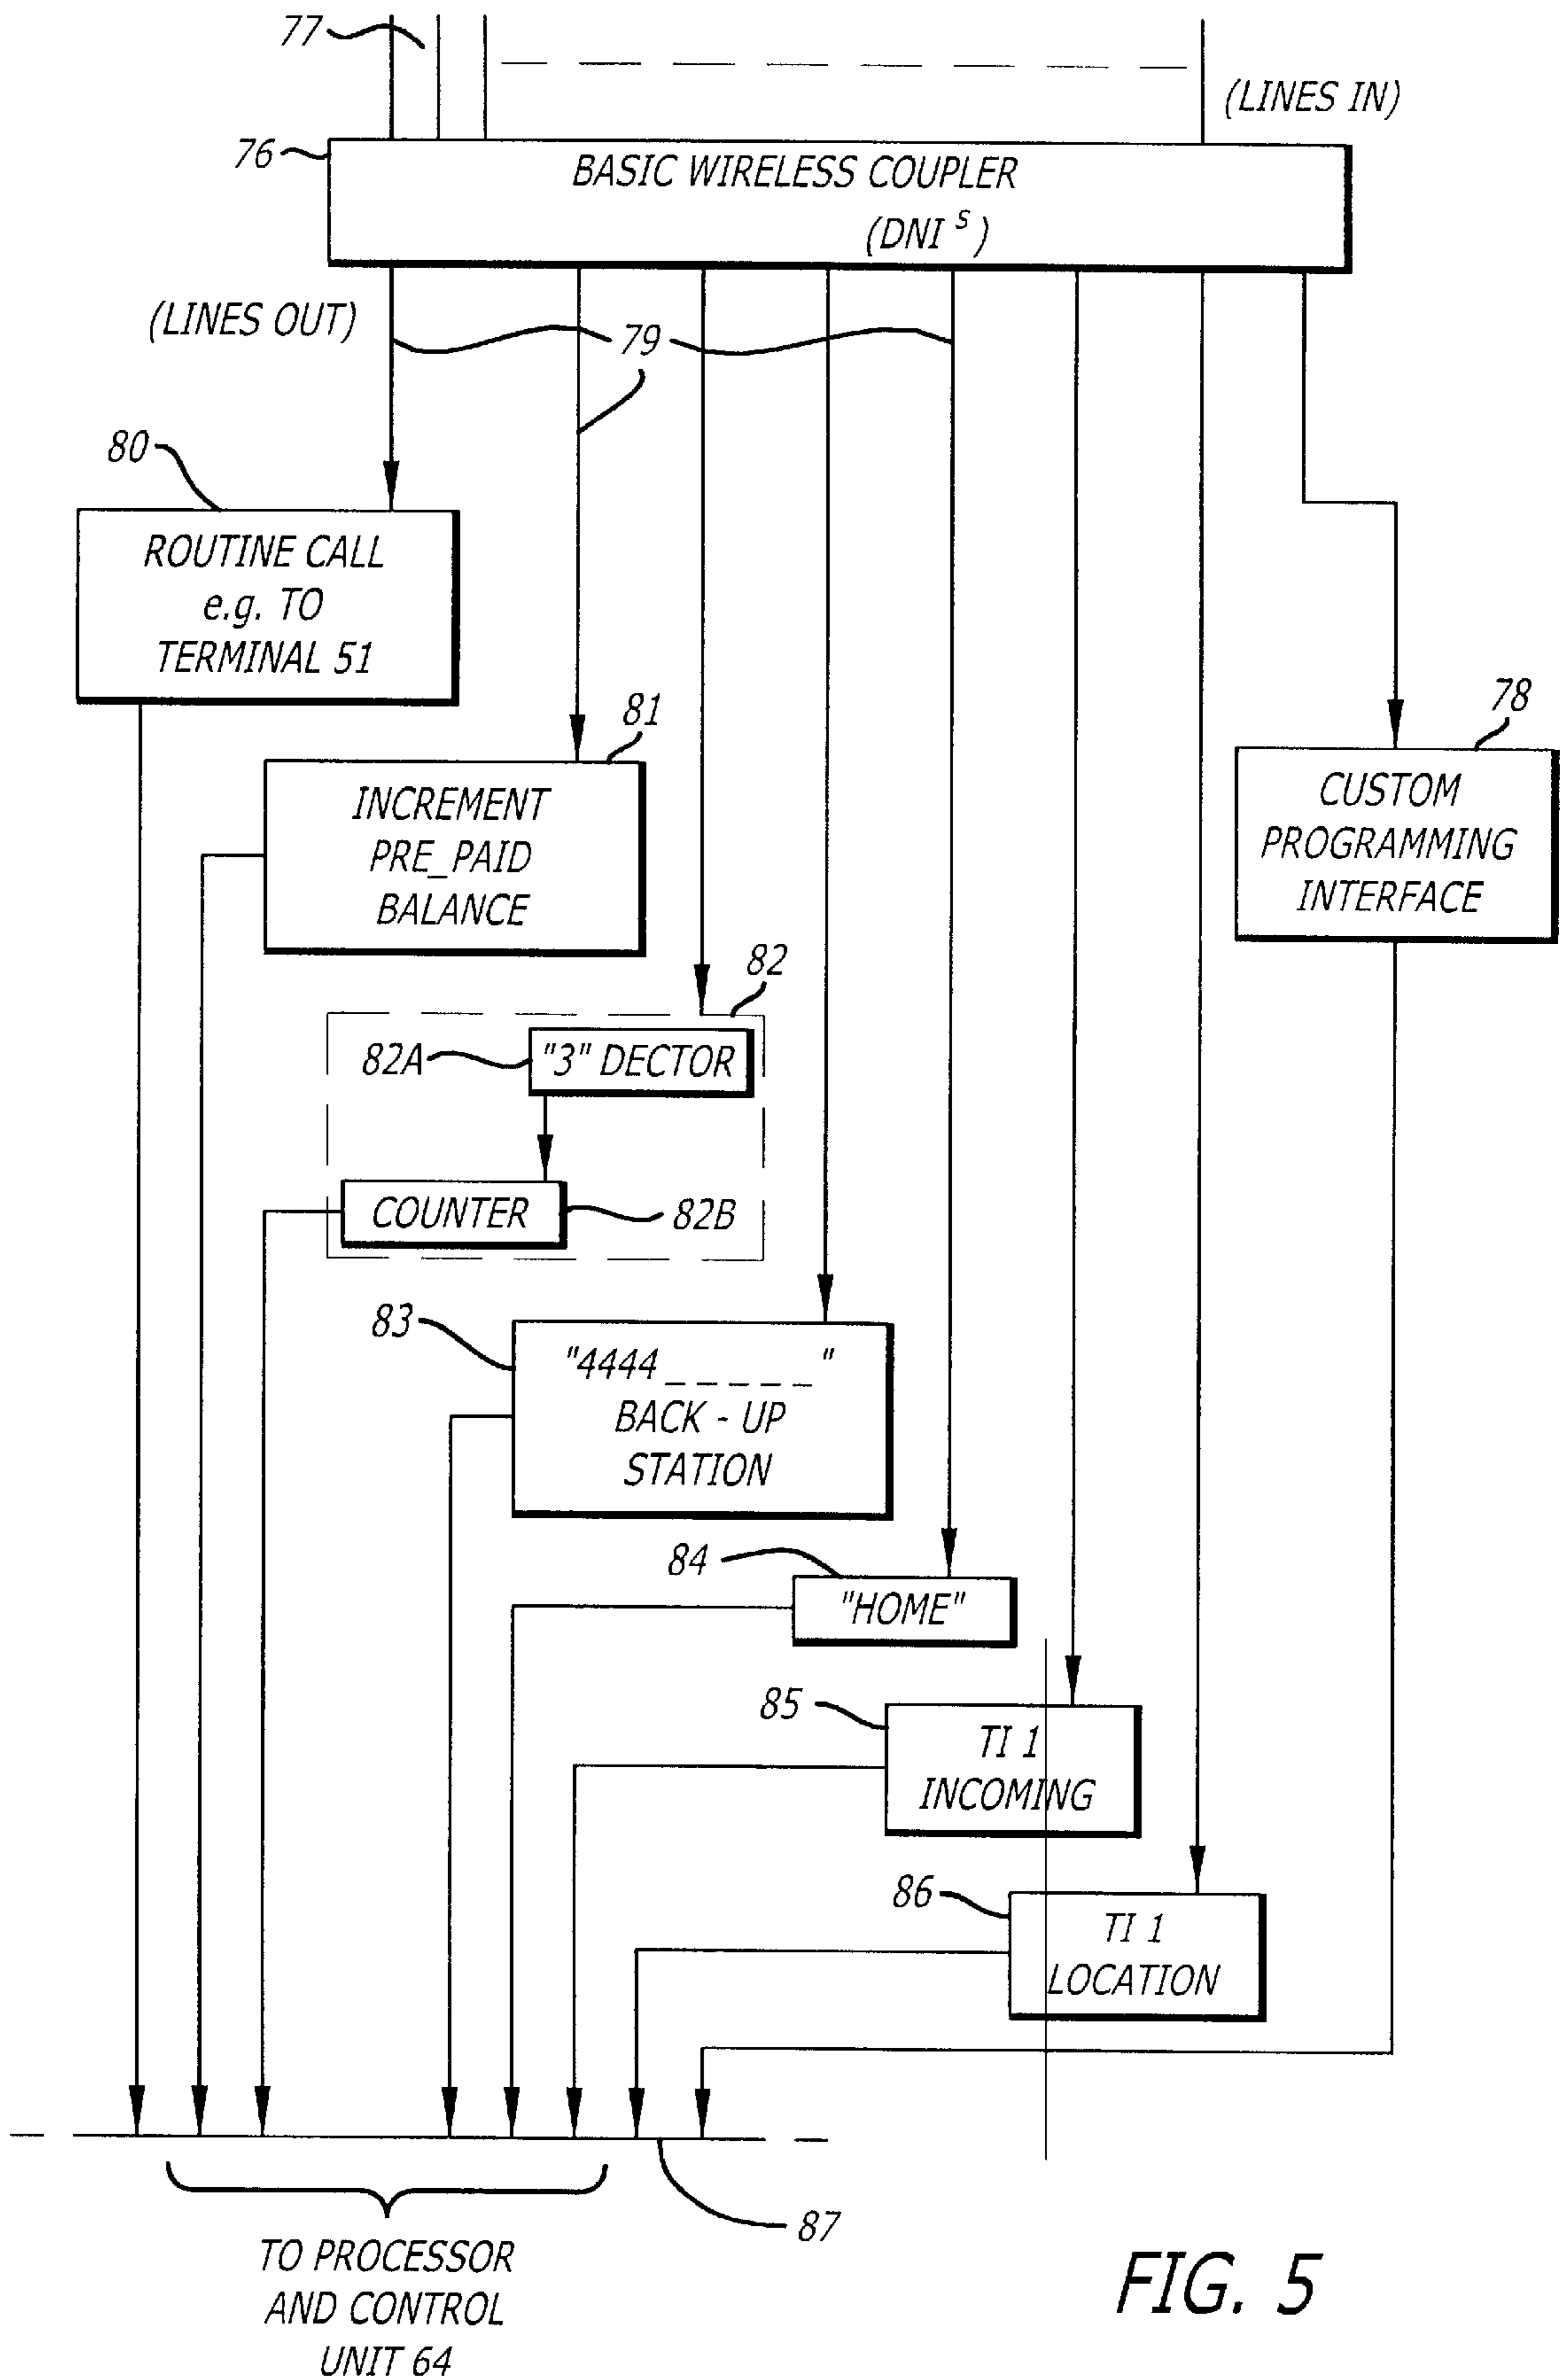 77
(LINES IN)
76
BASIC WIRELESS COUPLER
(DNI S)
(LINES OUT)
79
80
ROUTINE CALL
e.g. TO
TERMINAL 51
81
INCREMENT
PRE_PAID
BALANCE
78
CUSTOM
PROGRAMMING
INTERFACE
82
82A
"3" DECTOR
COUNTER
82B
83
"4444 _ _ _ _ _ "
BACK - UP
STATION
84
"HOME"
85
TI 1
INCOMING
86
TI 1
LOCATION
87
TO PROCESSOR
AND CONTROL
UNIT 64
FIG. 5